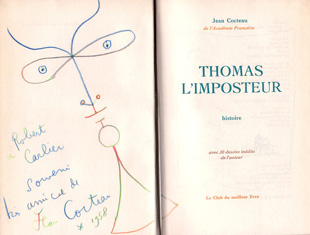 à Robert
Carlier
Souvenir
très amical de
Jean Cocteau
* 1958
Jean Cocteau
de l'Académie Française
THOMAS
L'IMPOSTEUR
histoire
avec 30 dessins inédits
de l'auteur
Le Club du meilleur livre